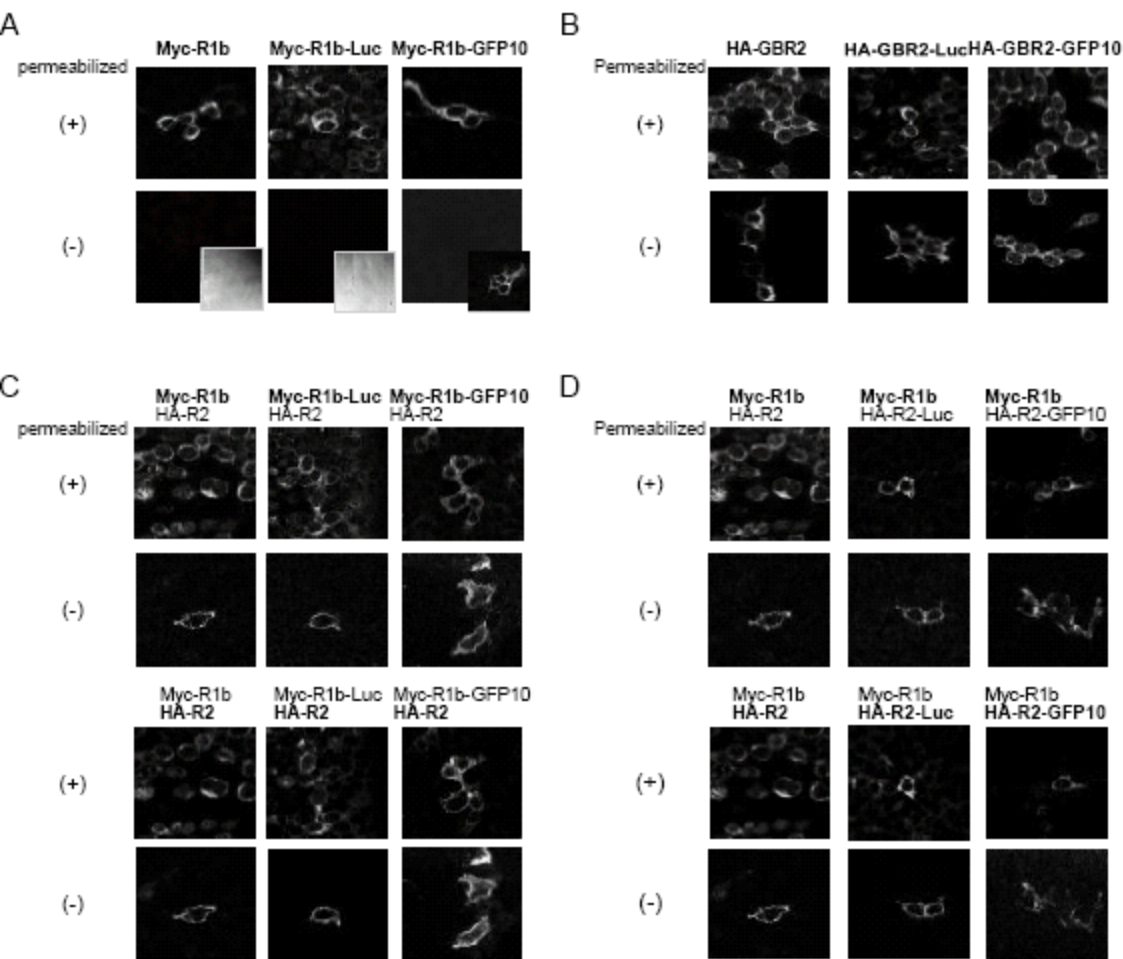 A
B
Myc-R1b Myc-R1b-Luc Myc-R1b-GFP10
HA-GBR2 HA-GBR2-Luc HA-GBR2-GFP10
permeabilized
Permeabilized
(+)
(+)
(-)
(-)
C
D
Myc-R1b Myc-R1b-Luc Myc-R1b-GFP10
HA-R2 HA-R2 HA-R2
Myc-R1b Myc-R1b Myc-R1b
HA-R2 HA-R2-Luc HA-R2-GFP10
permeabilized
Permeabilized
(+)
(+)
(-)
(-)
Myc-R1b Myc-R1b-Luc Myc-R1b-GFP10
HA-R2 HA-R2 HA-R2
Myc-R1b Myc-R1b Myc-R1b
HA-R2 HA-R2-Luc HA-R2-GFP10
(+)
(+)
(-)
(-)